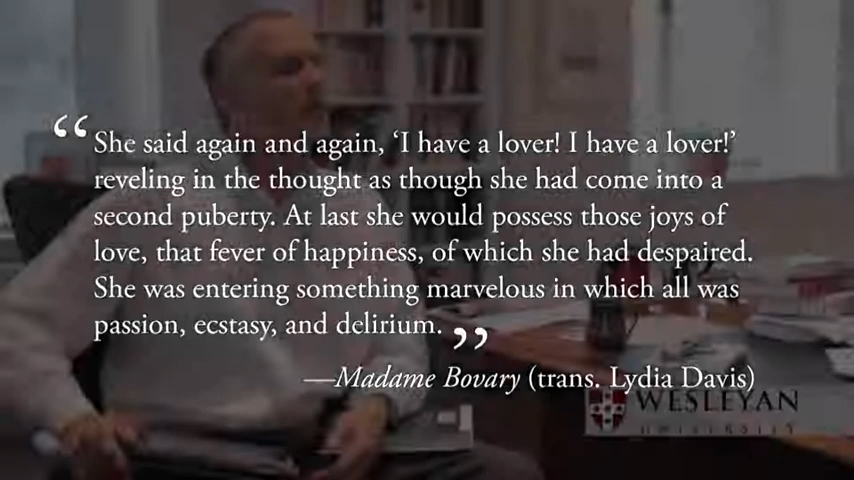 “She said again and again, ‘I have a lover! I have a lover!’
reveling in the thought as though she had come into a
second puberty. At last she would possess those joys of
love, that fever of happiness, of which she had despaired.
She was entering something marvelous in which all was
passion, ecstasy, and delirium.”
—Madame Bovary (trans. Lydia Davis)
WESLEYAN
UNIVERSITY